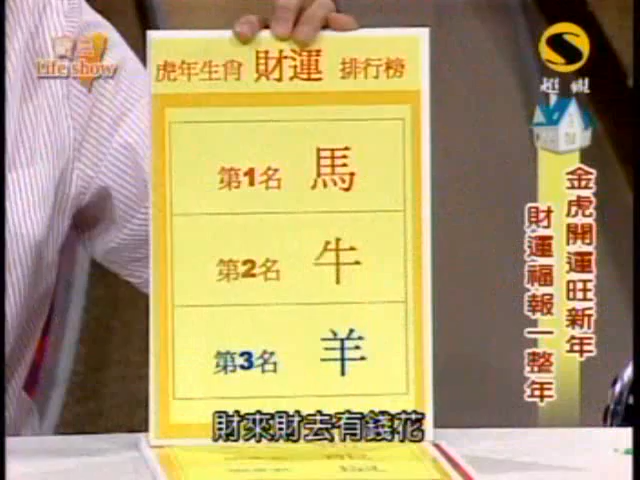 Life show
超視
虎年生肖 財運 排行榜
第1名 馬
第2名 牛
第3名 羊
金虎開運旺新年
財運福報一整年
財來財去有錢花